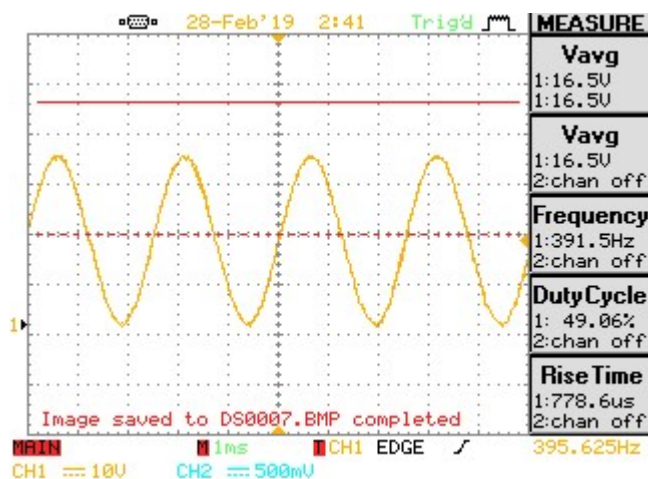 28-Feb'19 2:41 Trig'd MEASURE
Vavg
1:16.5V
1:16.5V
Vavg
1:16.5V
2:chan off
Frequency
1:391.5Hz
2:chan off
DutyCycle
1: 49.06%
2:chan off
Rise Time
1:778.6us
2:chan off
1
Image saved to DS0007.BMP completed
MAIN M 1ms T CH1 EDGE 395.625Hz
CH1 10V CH2 500mV